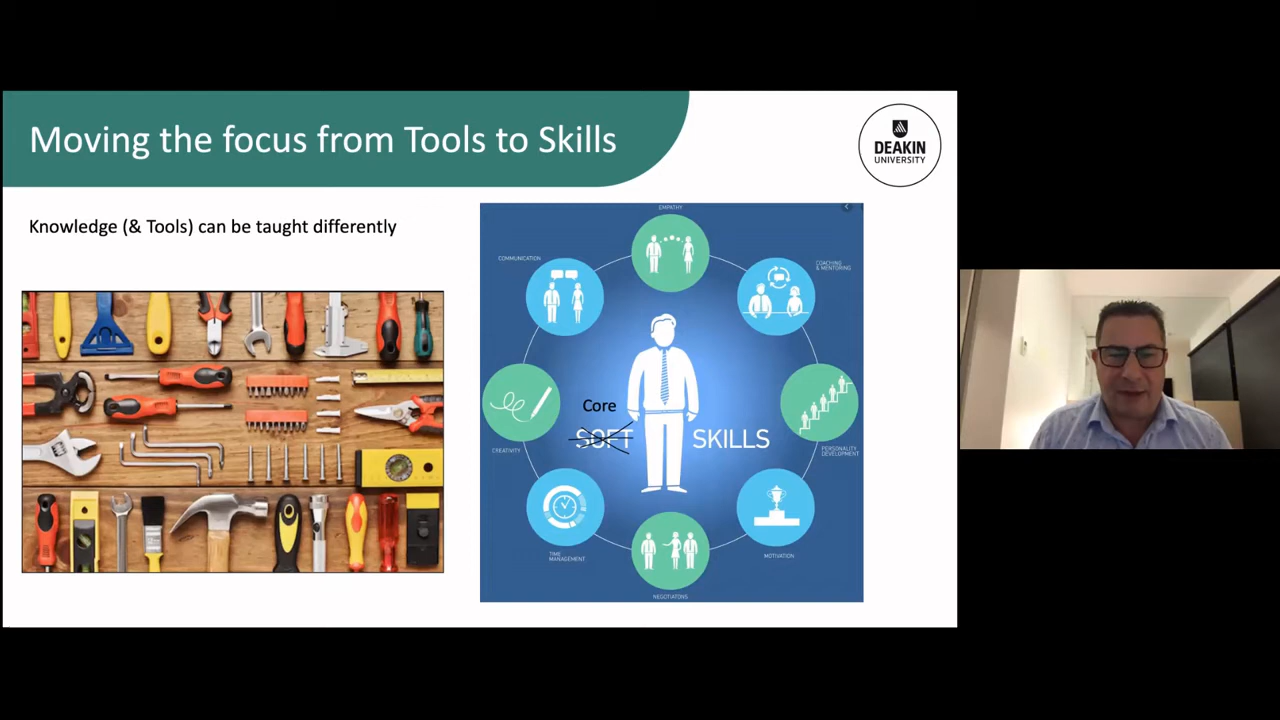 Moving the focus from Tools to Skills
DEAKIN
UNIVERSITY
Knowledge (& Tools) can be taught differently
EMPATHY
COMMUNICATION
COACHING
& MENTORING
Core
SOFT SKILLS
CREATIVITY
PERSONALITY
DEVELOPMENT
TIME
MANAGEMENT
MOTIVATION
NEGOTIATIONS